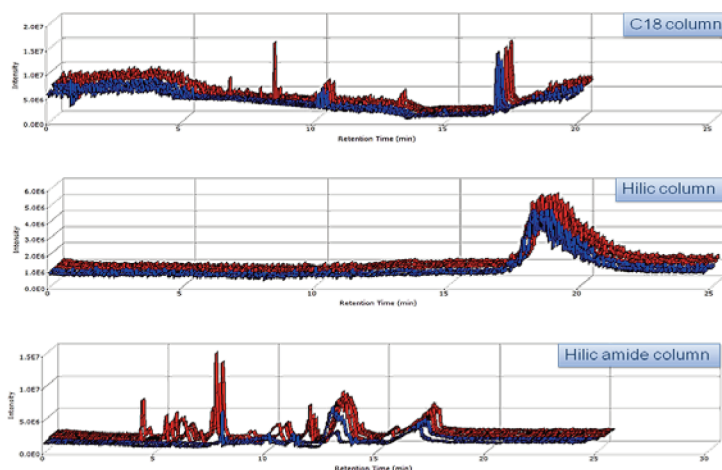 C18 column
2.0E7
1.5E7
1.0E7
5.0E6
0.0E0
Intensity
0 5 10 15 20 25
Retention Time (min)
Hilic column
6.0E6
5.0E6
4.0E6
3.0E6
2.0E6
1.0E6
0.0E0
Intensity
0 5 10 15 20 25
Retention Time (min)
Hilic amide column
1.5E7
1.0E7
5.0E6
0.0E0
Intensity
0 5 10 15 20 25 30
Retention Time (min)